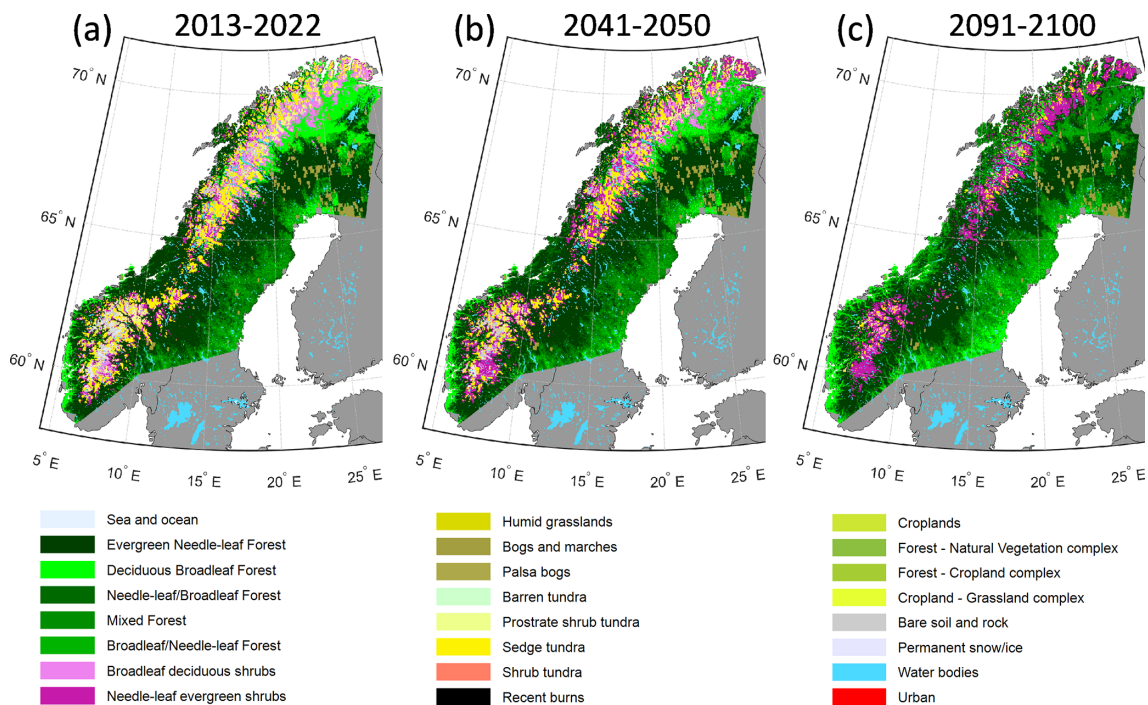 (a) 2013-2022 (b) 2041-2050 (c) 2091-2100
70° N 70° N 70° N
65° N 65° N 65° N
60° N 60° N 60° N
5° E 10° E 15° E 20° E 25° E 5° E 10° E 15° E 20° E 25° E 5° E 10° E 15° E 20° E 25° E
Sea and ocean
Evergreen Needle-leaf Forest
Deciduous Broadleaf Forest
Needle-leaf/Broadleaf Forest
Mixed Forest
Broadleaf/Needle-leaf Forest
Broadleaf deciduous shrubs
Needle-leaf evergreen shrubs
Humid grasslands
Bogs and marches
Palsa bogs
Barren tundra
Prostrate shrub tundra
Sedge tundra
Shrub tundra
Recent burns
Croplands
Forest - Natural Vegetation complex
Forest - Cropland complex
Cropland - Grassland complex
Bare soil and rock
Permanent snow/ice
Water bodies
Urban